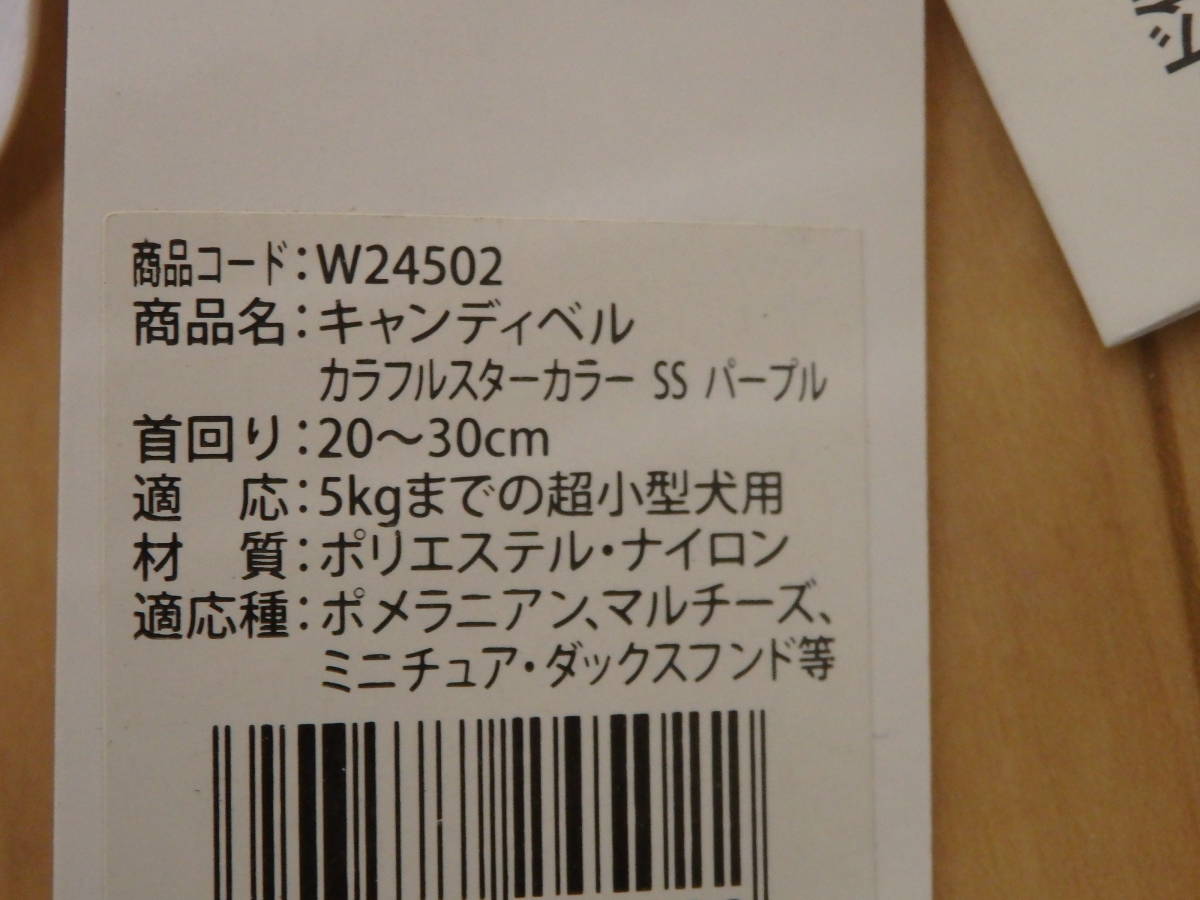 商品コード：W24502
商品名：キャンディベル
カラフルスターカラー SS パープル
首回り：20～30cm
適　応：5kgまでの超小型犬用
材　質：ポリエステル・ナイロン
適応種：ポメラニアン、マルチーズ、
ミニチュア・ダックスフンド等